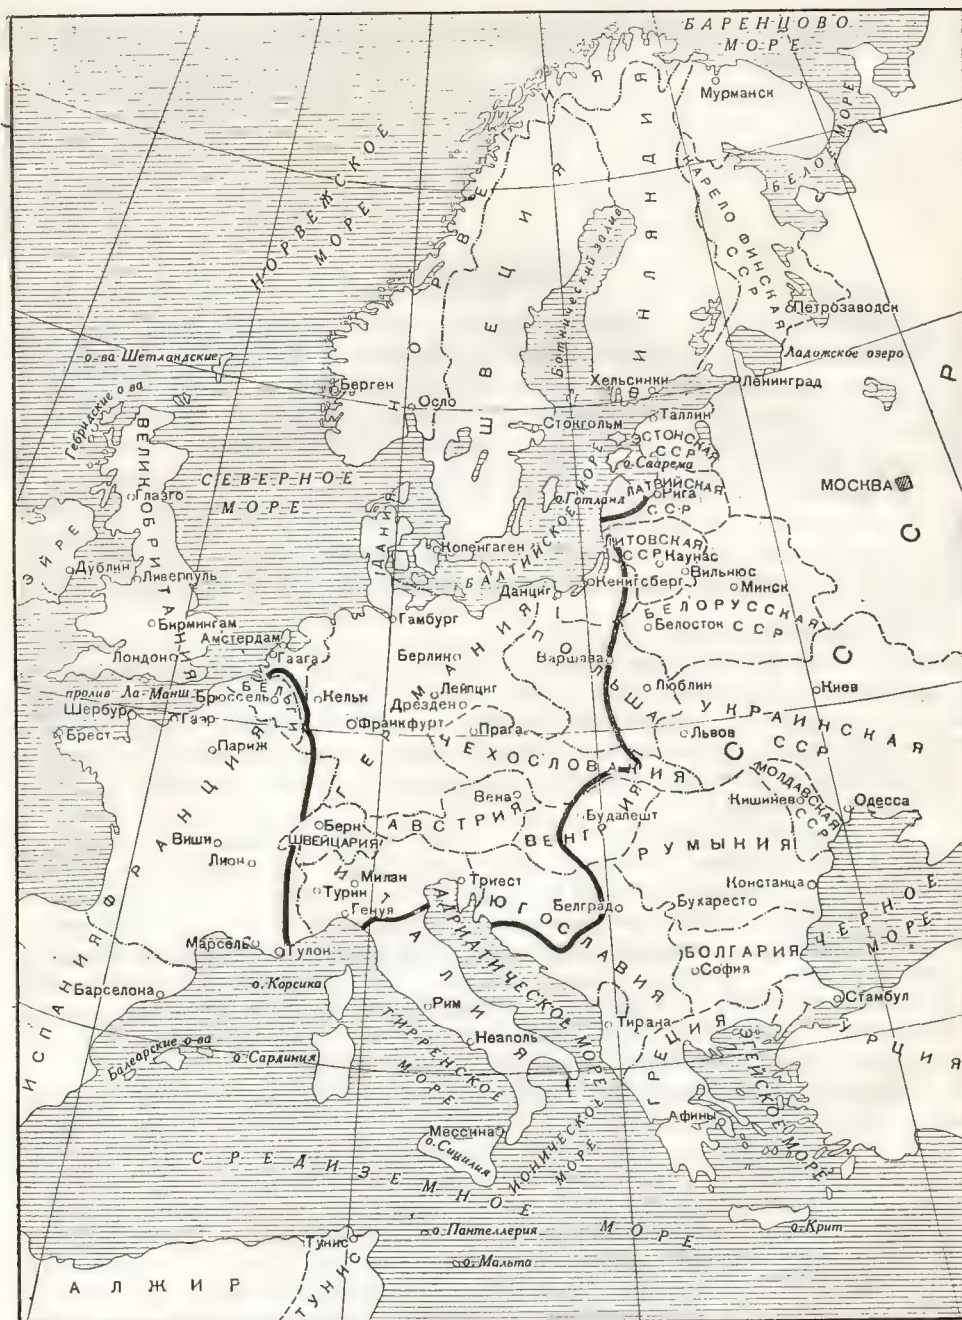 БАРЕНЦОВО
МОРЕ
Мурманск
БЕЛОЕ МОРЕ
НОРВЕЖСКОЕ
МОРЕ
НОРВЕГИЯ
ШВЕЦИЯ
ФИНЛЯНДИЯ
КАРЕЛО ФИНСКАЯ
ССР
Ботнический залив
Петрозаводск
Ладожское озеро
о-ва Шетландские
Гебридские о ва
Берген
Осло
Хельсинки
Ленинград
Стокгольм
Таллин
ЭСТОНСКАЯ
ССР
о. Саарема
ВЕЛИКОБРИТАНИЯ
СЕВЕРНОЕ
МОРЕ
Глазго
о. Готланд
ЛАТВИЙСКАЯ
Рига
ССР
МОСКВА
СССР
ЭЙРЕ
ДАНИЯ
Копенгаген
БАЛТИЙСКОЕ МОРЕ
ЛИТОВСКАЯ
ССР
Каунас
Дублин
Ливерпуль
Вильнюс
Данциг
Кенигсберг
Минск
Бирмингам
Амстердам
Гамбург
БЕЛОРУССКАЯ
ССР
Белосток
Лондон
Гаага
Берлин
Варшава
ПОЛЬША
пролив Ла-Манш
БЕЛЬГИЯ
Брюссель
Кельн
Лейпциг
Дрезден
ГЕРМАНИЯ
Люблин
Киев
Шербур
Гавр
Франкфурт
Прага
УКРАИНСКАЯ
ССР
Брест
Львов
Париж
ЧЕХОСЛОВАКИЯ
ФРАНЦИЯ
МОЛДАВСКАЯ
ССР
Вена
Кишинев
Одесса
Берн
АВСТРИЯ
Будапешт
Виши
ШВЕЙЦАРИЯ
ВЕНГРИЯ
РУМЫНИЯ
Лион
Милан
Триест
Турин
Генуя
Констанца
Бухарест
Белград
ЮГОСЛАВИЯ
ЧЕРНОЕ
МОРЕ
Марсель
Тулон
ИТАЛИЯ
АДРИАТИЧЕСКОЕ МОРЕ
БОЛГАРИЯ
София
ИСПАНИЯ
Барселона
о. Корсика
Рим
Стамбул
Тирана
ТУРЦИЯ
Балеарские о-ва
о. Сардиния
ТИРРЕНСКОЕ
МОРЕ
Неаполь
ГРЕЦИЯ
ЭГЕЙСКОЕ МОРЕ
Афины
Мессина
о. Сицилия
ИОНИЧЕСКОЕ
МОРЕ
СРЕДИЗЕМНОЕ МОРЕ
о. Пантеллерия
о. Крит
Тунис
о. Мальта
АЛЖИР
ТУНИС